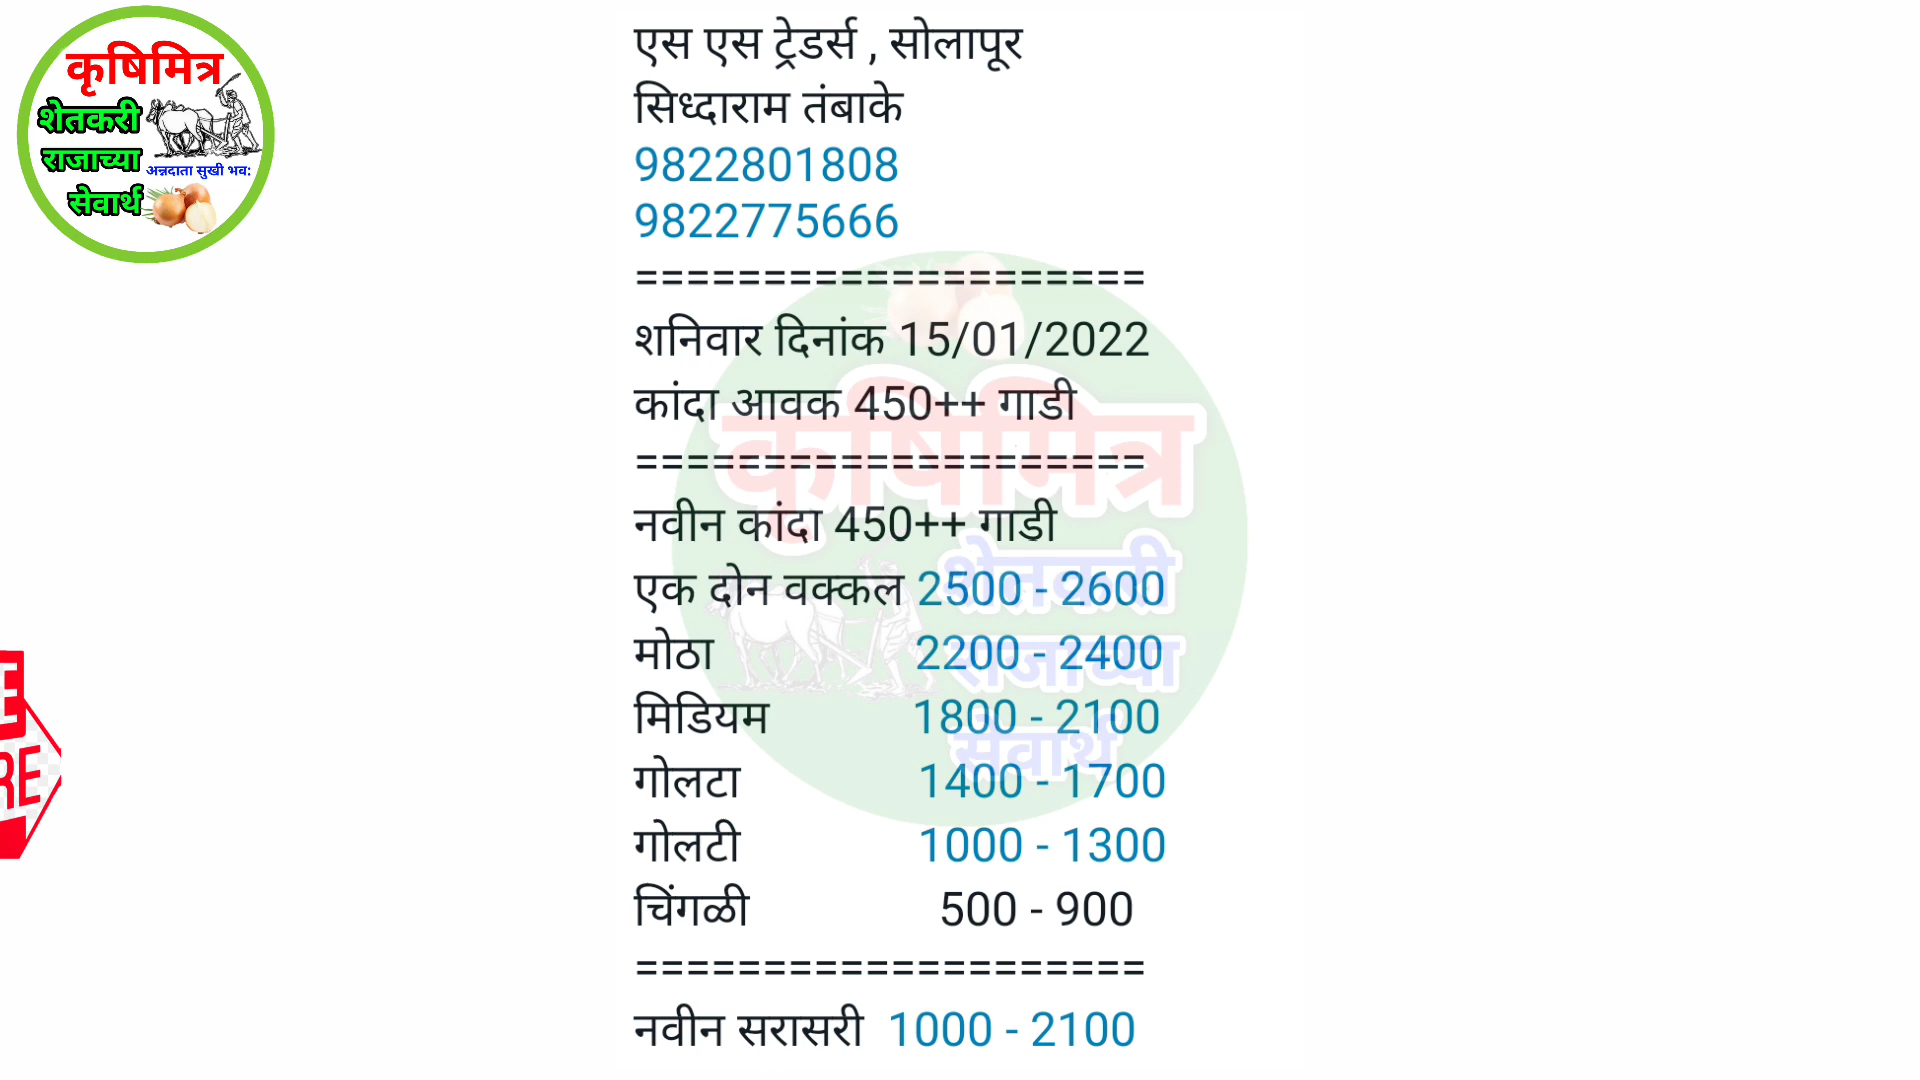 कृषिमित्र
शेतकरी
राजाच्या
सेवार्थ
अन्नदाता सुखी भव:
एस एस ट्रेडर्स , सोलापूर
सिध्दाराम तंबाके
9822801808
9822775666
====================
शनिवार दिनांक 15/01/2022
कांदा आवक 450++ गाडी
====================
नवीन कांदा 450++ गाडी
एक दोन वक्कल 2500 - 2600
मोठा 2200 - 2400
मिडियम 1800 - 2100
गोलटा 1400 - 1700
गोलटी 1000 - 1300
चिंगळी 500 - 900
====================
नवीन सरासरी 1000 - 2100
कृषिमित्र
शेतकरी
राजाच्या
सेवार्थ
RE